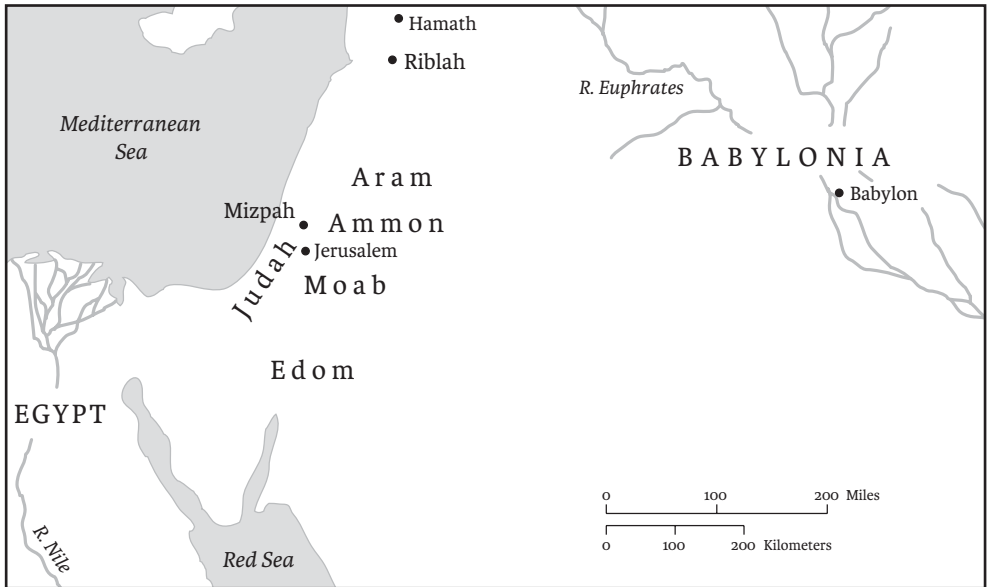 Hamath
Riblah
R. Euphrates
Mediterranean
Sea
BABYLONIA
Aram
Babylon
Mizpah
Ammon
Jerusalem
Judah
Moab
Edom
EGYPT
0 100 200 Miles
0 100 200 Kilometers
R. Nile
Red Sea